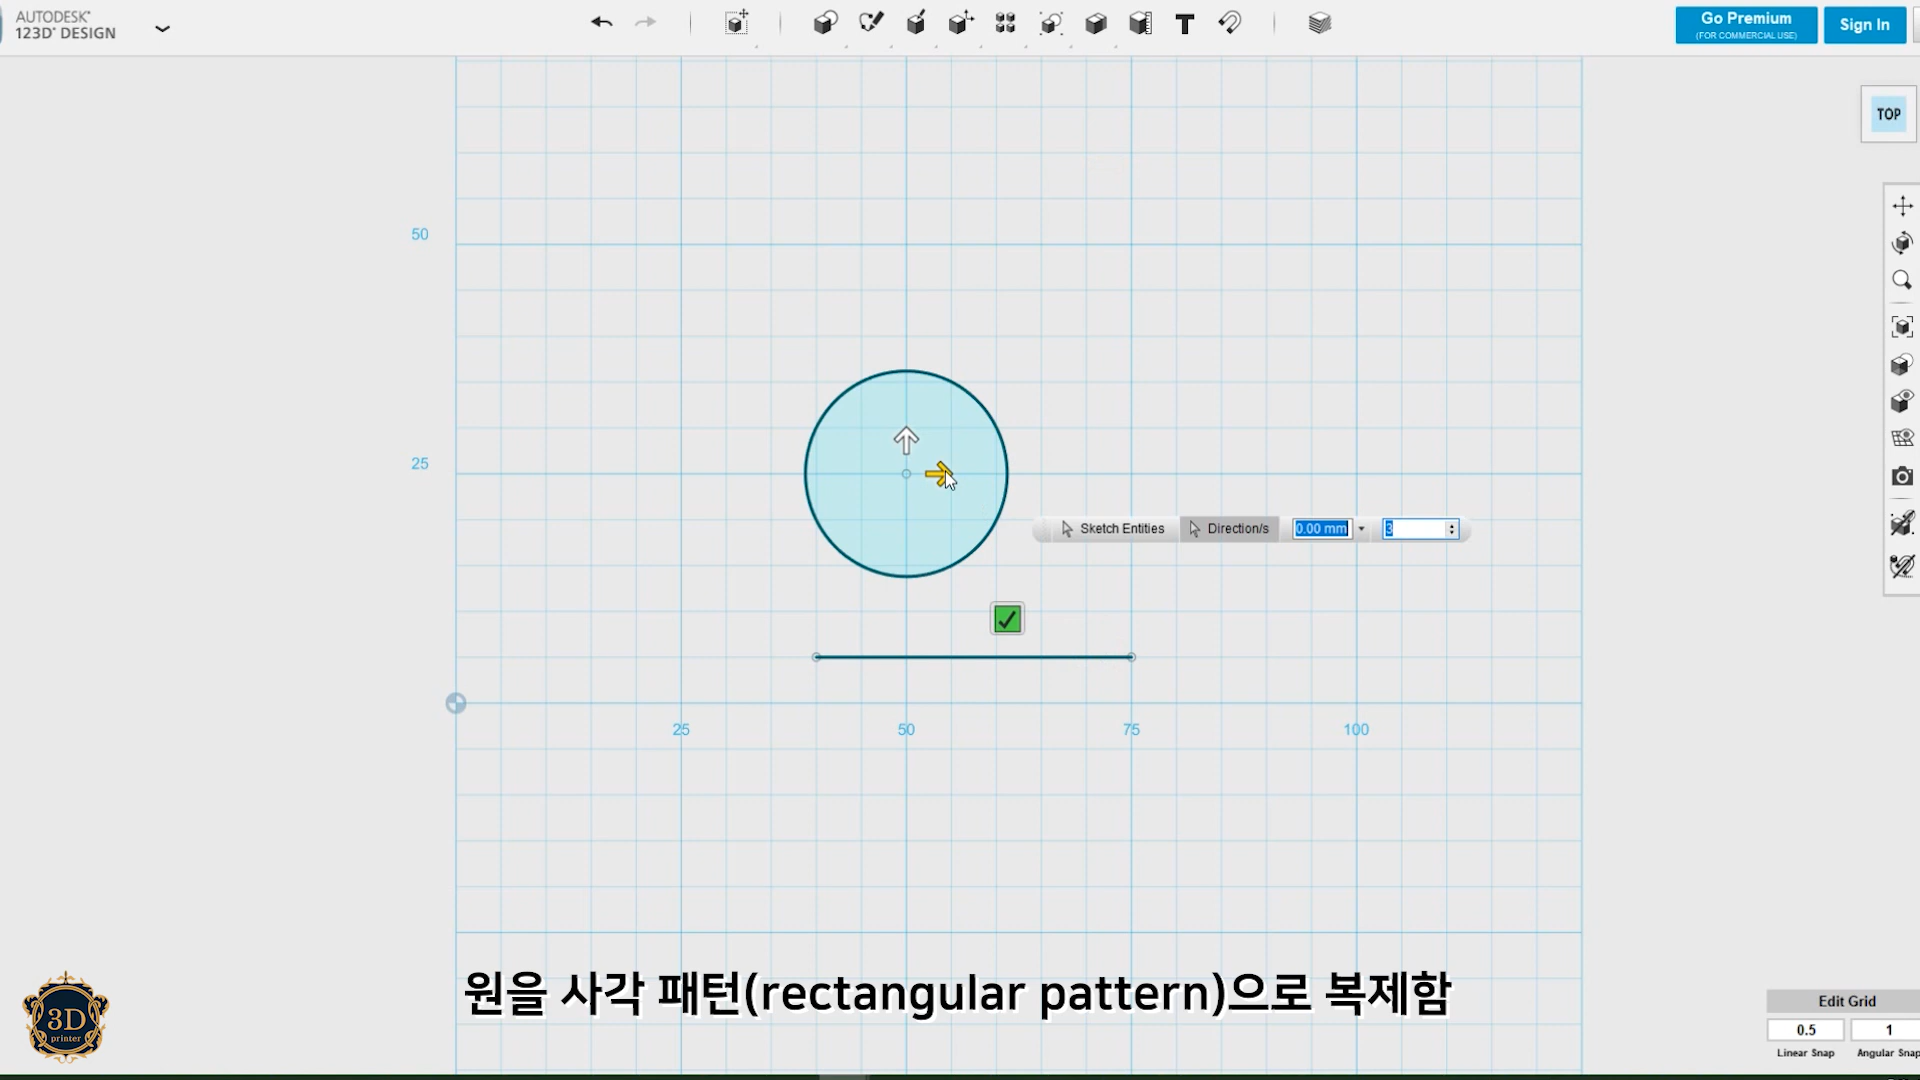 AUTODESK®
123D® DESIGN
Go Premium
(FOR COMMERCIAL USE)
Sign In
TOP
50
25
Sketch Entities
Direction/s
0.00 mm
3
25
50
75
100
원을 사각 패턴(rectangular pattern)으로 복제함
3D
printer
Edit Grid
0.5
1
Linear Snap
Angular Snap